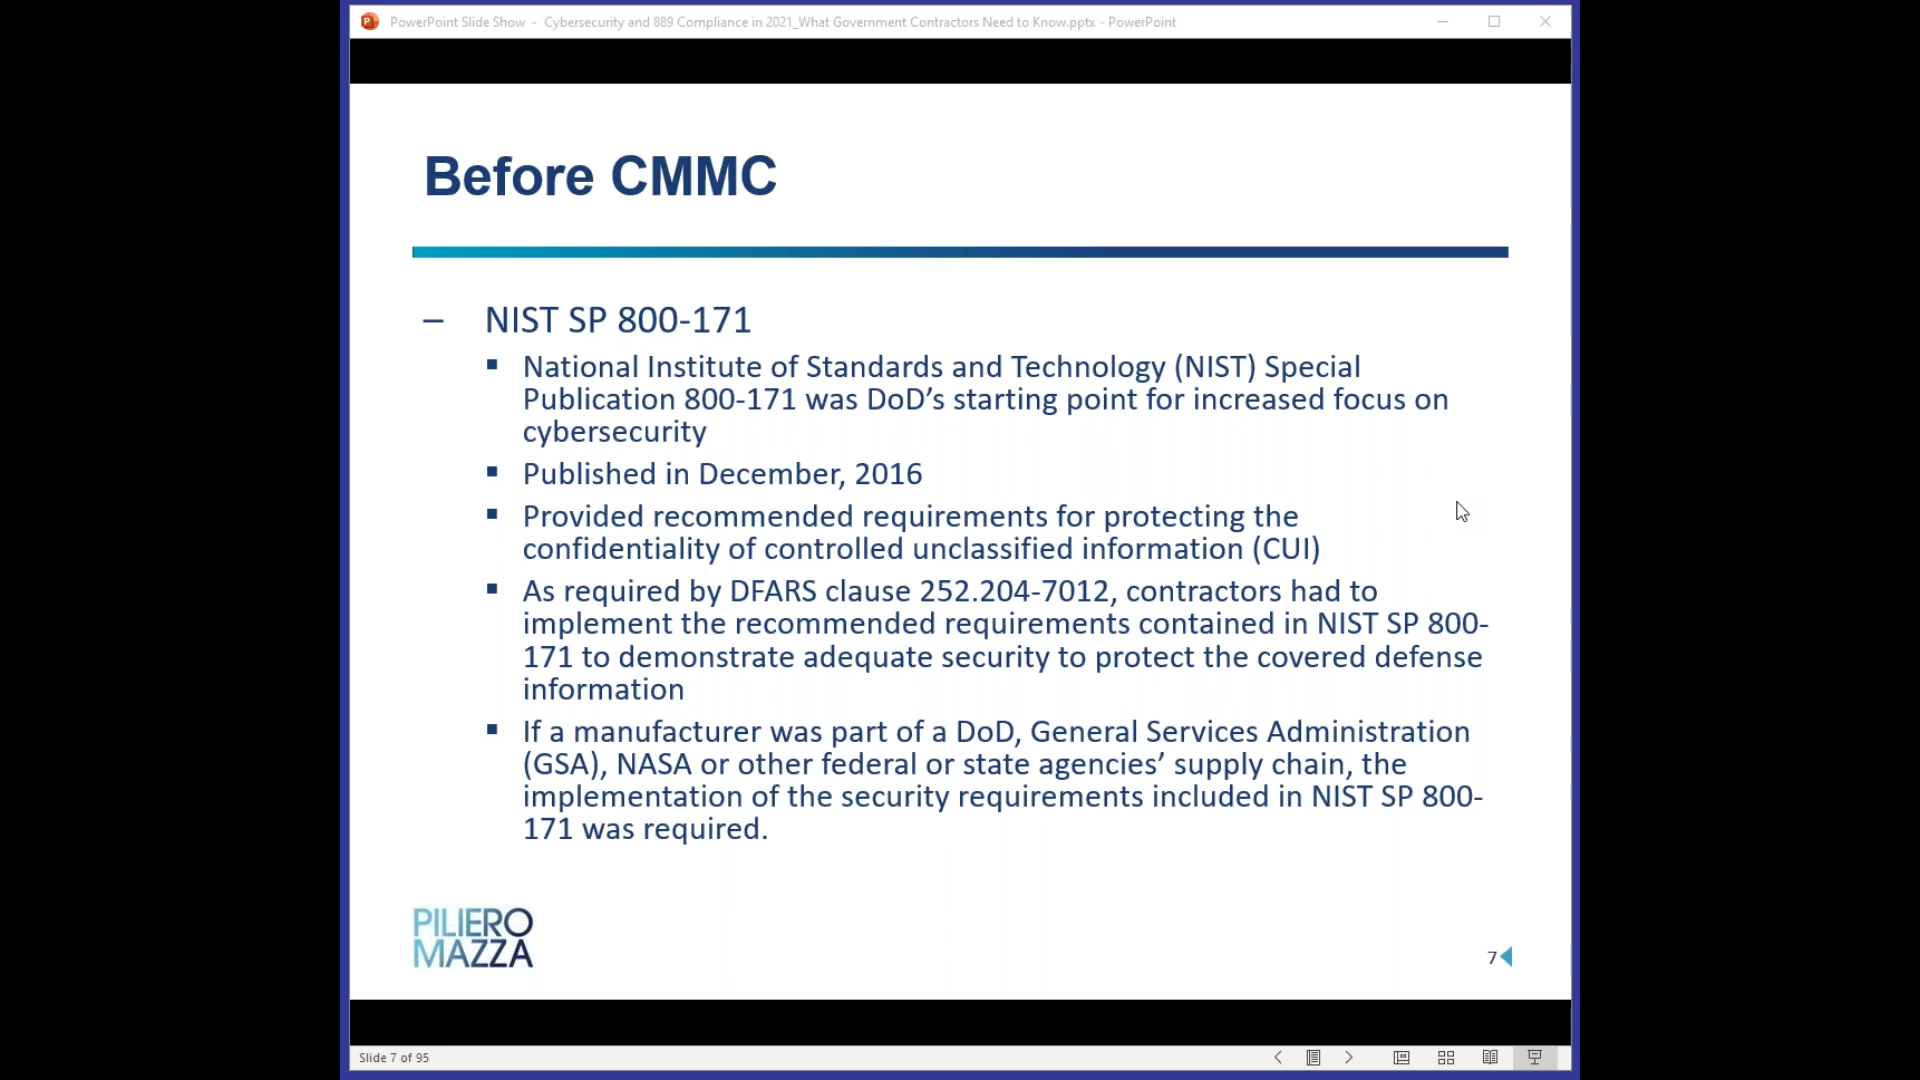 PowerPoint Slide Show - Cybersecurity and 889 Compliance in 2021_What Government Contractors Need to Know.pptx - PowerPoint
Before CMMC
– NIST SP 800-171
▪ National Institute of Standards and Technology (NIST) Special
Publication 800-171 was DoD’s starting point for increased focus on
cybersecurity
▪ Published in December, 2016
▪ Provided recommended requirements for protecting the
confidentiality of controlled unclassified information (CUI)
▪ As required by DFARS clause 252.204-7012, contractors had to
implement the recommended requirements contained in NIST SP 800-
171 to demonstrate adequate security to protect the covered defense
information
▪ If a manufacturer was part of a DoD, General Services Administration
(GSA), NASA or other federal or state agencies’ supply chain, the
implementation of the security requirements included in NIST SP 800-
171 was required.
PILIERO
MAZZA
7
Slide 7 of 95